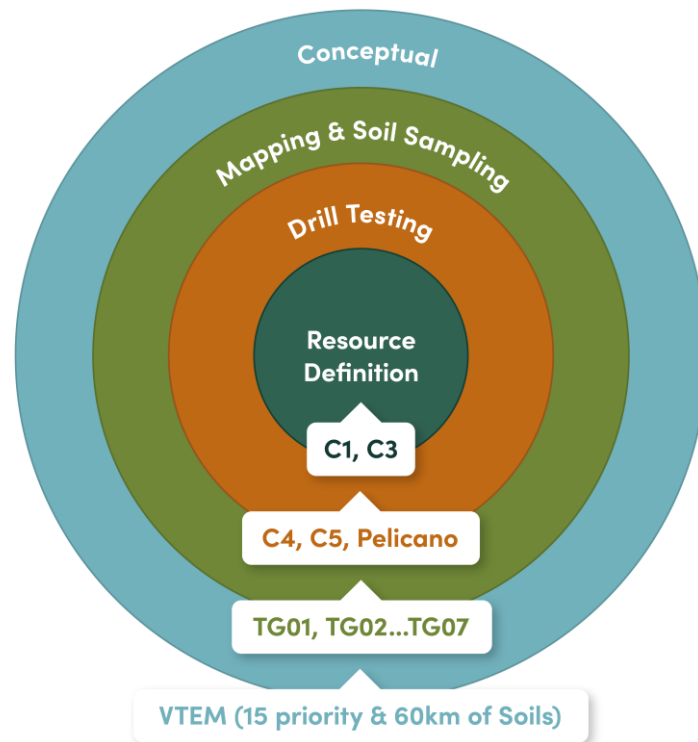 Conceptual
Mapping & Soil Sampling
Drill Testing
Resource
Definition
C1, C3
C4, C5, Pelicano
TG01, TG02...TG07
VTEM (15 priority & 60km of Soils)